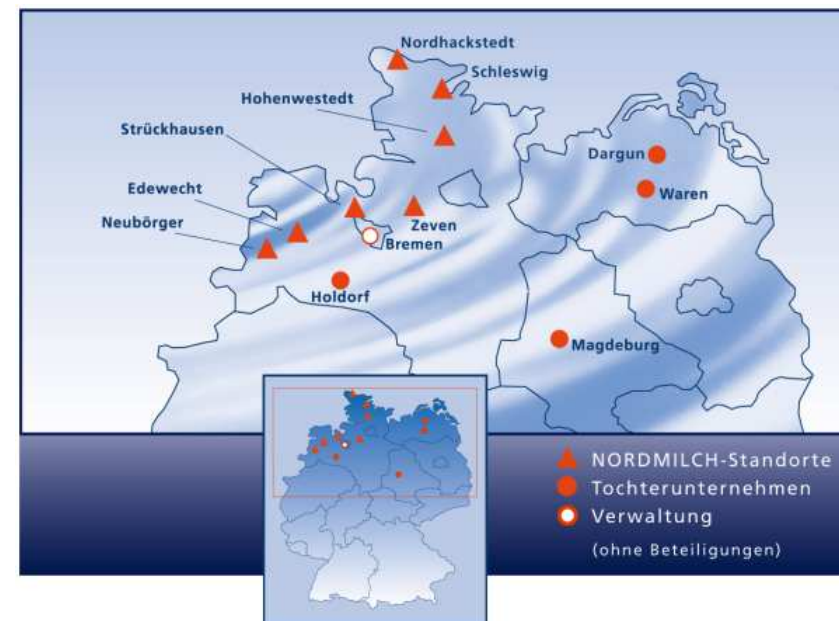 Nordhackstedt
Schleswig
Hohenwestedt
Strückhausen
Dargun
Edewecht
Waren
Neubörger
Zeven
Bremen
Holdorf
Magdeburg
NORDMILCH-Standorte
Tochterunternehmen
Verwaltung
(ohne Beteiligungen)